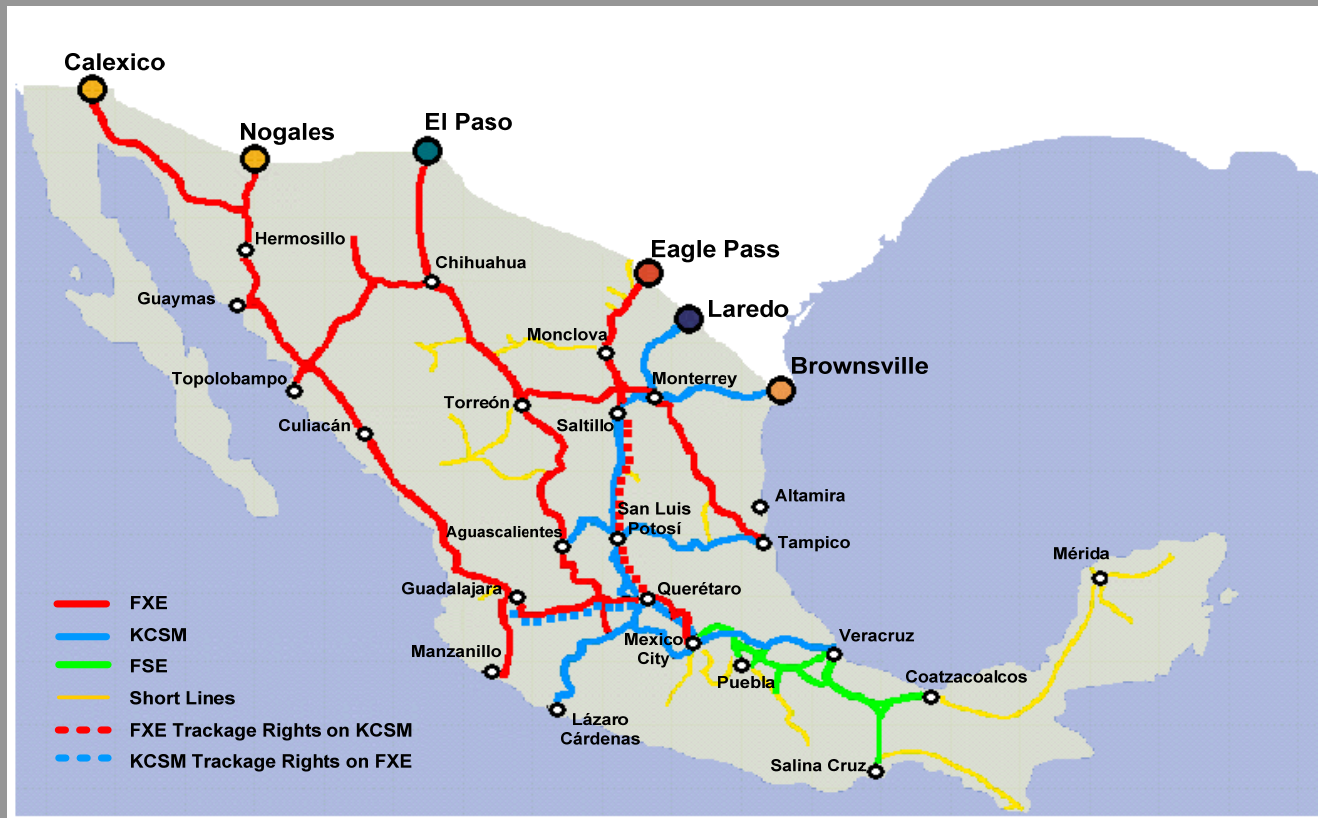 Calexico
Nogales
El Paso
Hermosillo
Chihuahua
Eagle Pass
Guaymas
Laredo
Monclova
Topolobampo
Monterrey
Brownsville
Torreón
Culiacán
Saltillo
Altamira
San Luis
Potosí
Aguascalientes
Tampico
Mérida
Guadalajara
Querétaro
FXE
KCSM
FSE
Short Lines
FXE Trackage Rights on KCSM
KCSM Trackage Rights on FXE
Manzanillo
Mexico
City
Veracruz
Puebla
Coatzacoalcos
Lázaro
Cárdenas
Salina Cruz